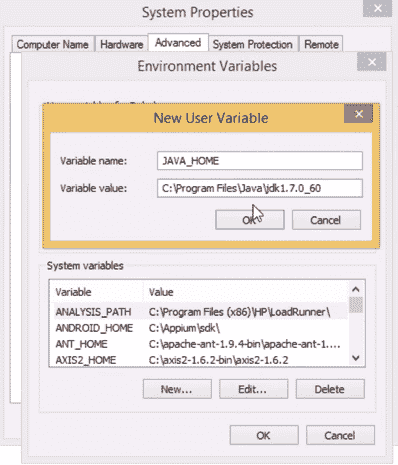 System Properties
Computer Name Hardware Advanced System Protection Remote
Environment Variables
New User Variable
Variable name: JAVA_HOME
Variable value: C:\Program Files\Java\jdk1.7.0_60
OK Cancel
System variables
Variable Value
ANALYSIS_PATH C:\Program Files (x86)\HP\LoadRunner\
ANDROID_HOME C:\Appium\sdk\
ANT_HOME C:\apache-ant-1.9.4-bin\apache-ant-1....
AXIS2_HOME C:\axis2-1.6.2-bin\axis2-1.6.2
New... Edit... Delete
OK Cancel